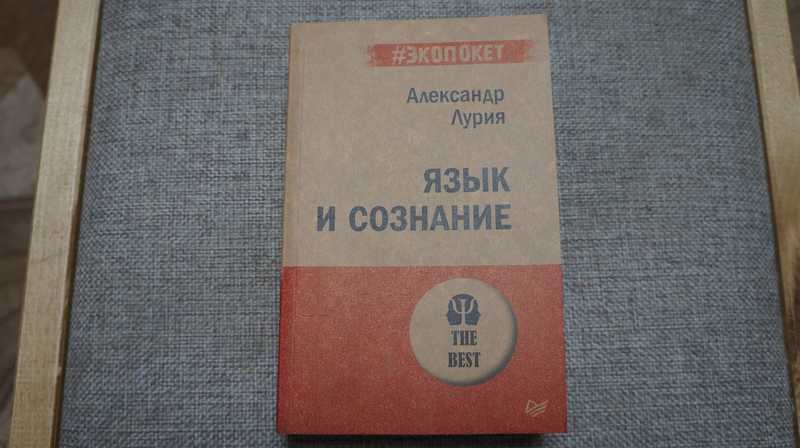 #ЭКОПОКЕТ
Александр
Лурия
ЯЗЫК
И СОЗНАНИЕ
THE
BEST